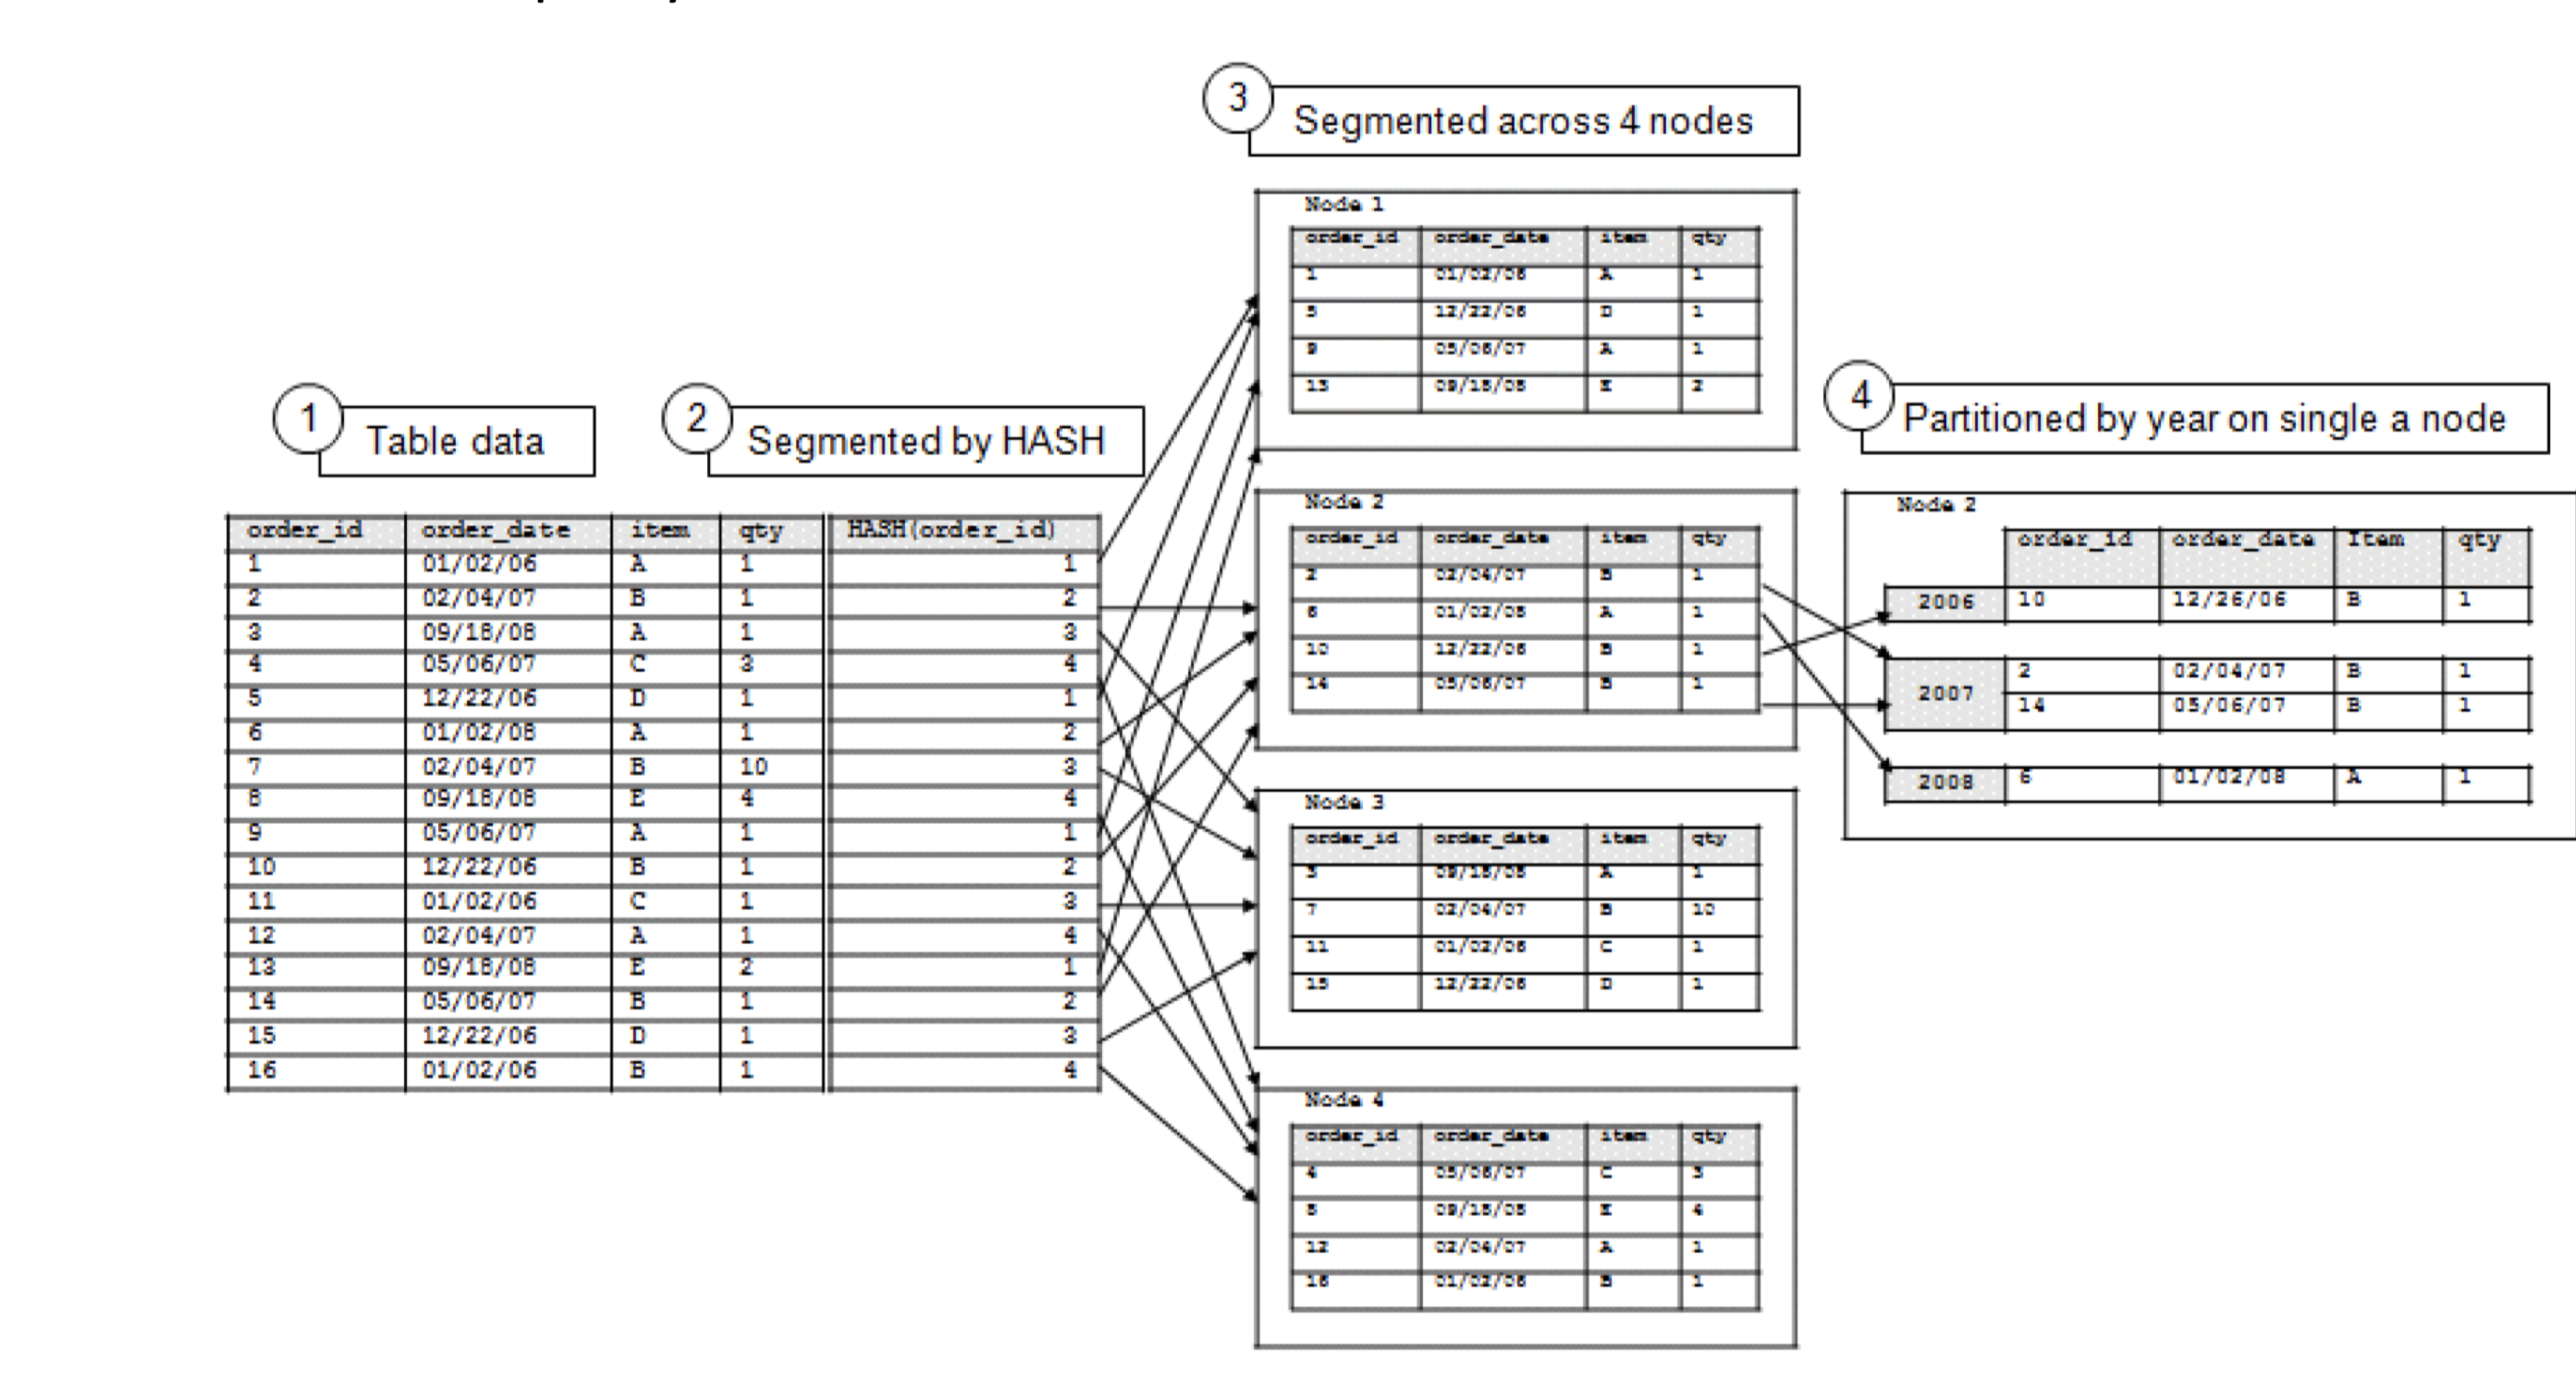 1
Table data
2
Segmented by HASH
order_id order_date item qty HASH(order_id)
1 01/02/06 A 1 1
2 02/04/07 B 1 2
3 09/18/08 A 1 3
4 05/06/07 C 3 4
5 12/22/06 D 1 1
6 01/02/08 A 1 2
7 02/04/07 B 10 3
8 09/18/08 E 4 4
9 05/06/07 A 1 1
10 12/22/06 B 1 2
11 01/02/06 C 1 3
12 02/04/07 A 1 4
13 09/18/08 E 2 1
14 05/06/07 B 1 2
15 12/22/06 D 1 3
16 01/02/06 B 1 4
3
Segmented across 4 nodes
Node 1
order_id order_date item qty
1 01/02/06 A 1
5 12/22/06 D 1
9 05/06/07 A 1
13 09/18/08 E 2
Node 2
order_id order_date item qty
2 02/04/07 B 1
6 01/02/08 A 1
10 12/22/06 B 1
14 05/06/07 B 1
Node 3
order_id order_date item qty
3 09/18/08 A 1
7 02/04/07 B 10
11 01/02/06 C 1
15 12/22/06 D 1
Node 4
order_id order_date item qty
4 05/06/07 C 3
8 09/18/08 E 4
12 02/04/07 A 1
16 01/02/06 B 1
4
Partitioned by year on single a node
Node 2
order_id order_date Item qty
2006 10 12/26/06 B 1
2007
2 02/04/07 B 1
14 05/06/07 B 1
2008 6 01/02/08 A 1